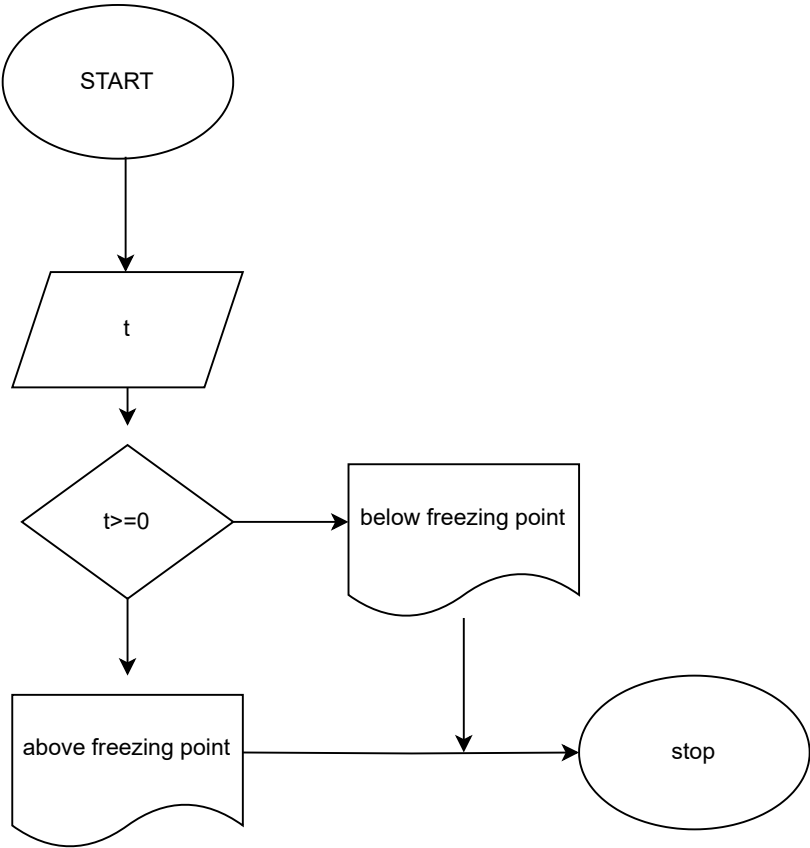 START
t
t>=0
below freezing point
above freezing point
stop